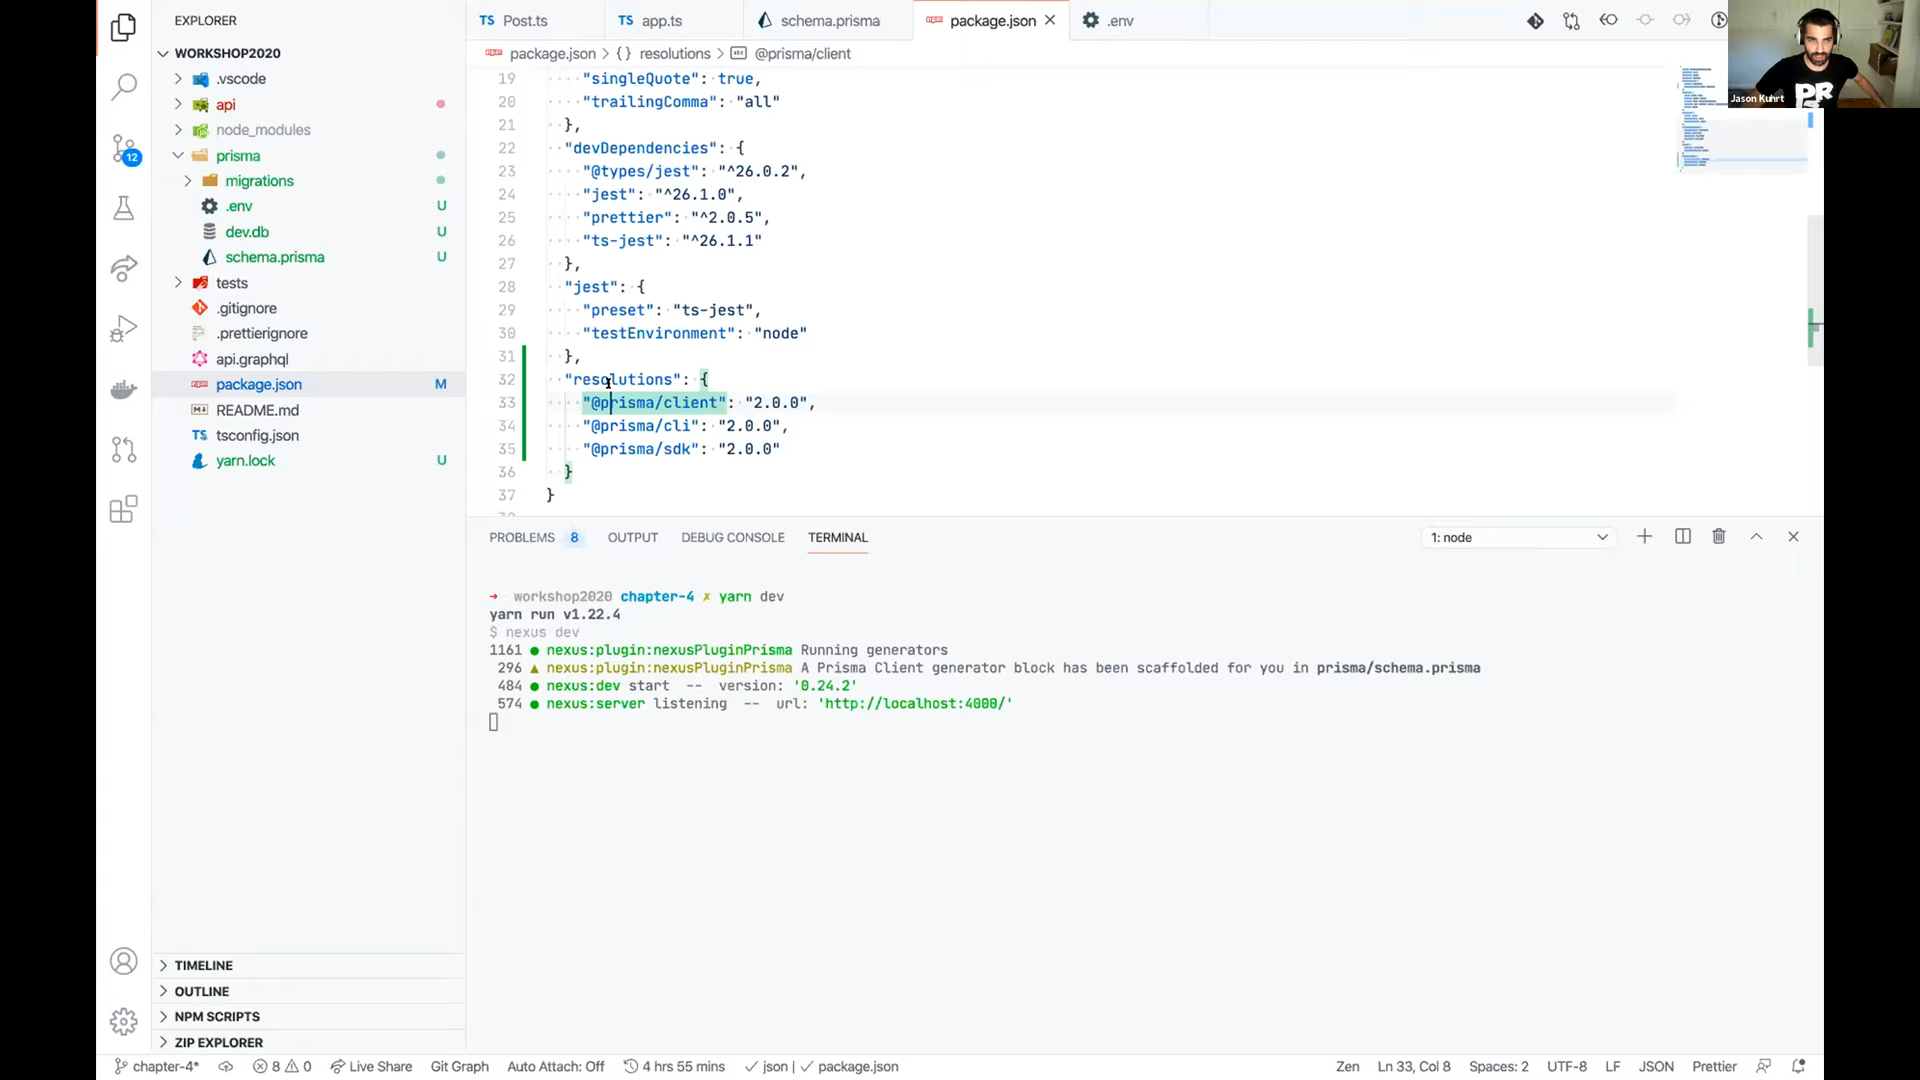 EXPLORER
WORKSHOP2020
.vscode
api
node_modules
prisma
migrations
.env U
dev.db U
schema.prisma U
tests
.gitignore
.prettierignore
api.graphql
package.json M
README.md
tsconfig.json
yarn.lock U
12
TIMELINE
OUTLINE
NPM SCRIPTS
ZIP EXPLORER
TS Post.ts TS app.ts schema.prisma package.json .env
package.json > {} resolutions > @prisma/client
19 "singleQuote": true,
20 "trailingComma": "all"
21 },
22 "devDependencies": {
23 "@types/jest": "^26.0.2",
24 "jest": "^26.1.0",
25 "prettier": "^2.0.5",
26 "ts-jest": "^26.1.1"
27 },
28 "jest": {
29 "preset": "ts-jest",
30 "testEnvironment": "node"
31 },
32 "resolutions": {
33 "@prisma/client": "2.0.0",
34 "@prisma/cli": "2.0.0",
35 "@prisma/sdk": "2.0.0"
36 }
37 }
Jason Kuhrt
PR
PROBLEMS 8 OUTPUT DEBUG CONSOLE TERMINAL 1: node
→ workshop2020 chapter-4 ✗ yarn dev
yarn run v1.22.4
$ nexus dev
1161 ● nexus:plugin:nexusPluginPrisma Running generators
296 ▲ nexus:plugin:nexusPluginPrisma A Prisma Client generator block has been scaffolded for you in prisma/schema.prisma
484 ● nexus:dev start -- version: '0.24.2'
574 ● nexus:server listening -- url: 'http://localhost:4000/'
chapter-4* 8 0 Live Share Git Graph Auto Attach: Off 4 hrs 55 mins ✓ json | ✓ package.json Zen Ln 33, Col 8 Spaces: 2 UTF-8 LF JSON Prettier